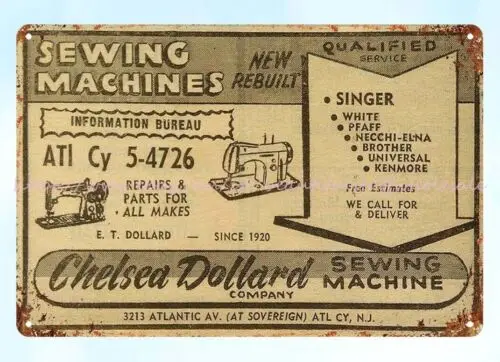 SEWING
MACHINES
NEW
REBUILT
QUALIFIED
SERVICE
INFORMATION BUREAU
ATl Cy 5-4726
REPAIRS &
PARTS FOR
ALL MAKES
E. T. DOLLARD — SINCE 1920
• SINGER
• WHITE
• PFAFF
• NECCHI-ELNA
• BROTHER
• UNIVERSAL
• KENMORE
Free Estimates
WE CALL FOR
& DELIVER
Chelsea Dollard
COMPANY
SEWING
MACHINE
3213 ATLANTIC AV. (AT SOVEREIGN) ATL CY, N.J.